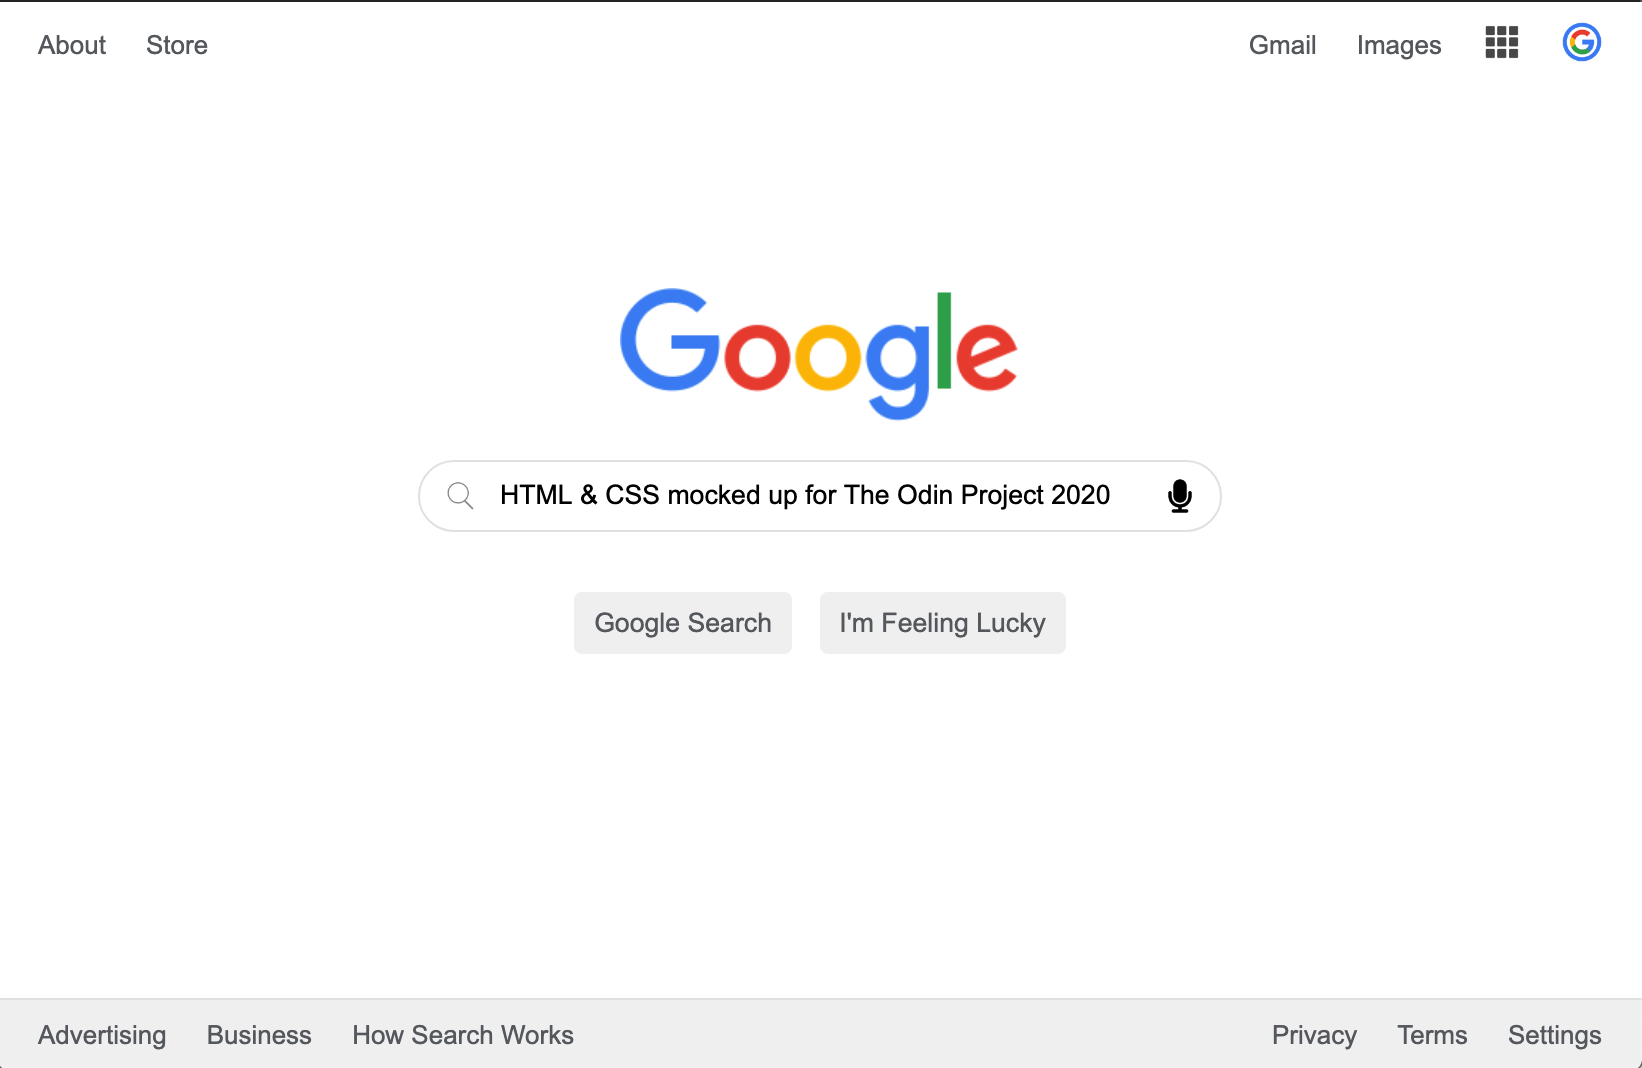 About Store Gmail Images
Google
HTML & CSS mocked up for The Odin Project 2020
Google Search I'm Feeling Lucky
Advertising Business How Search Works Privacy Terms Settings